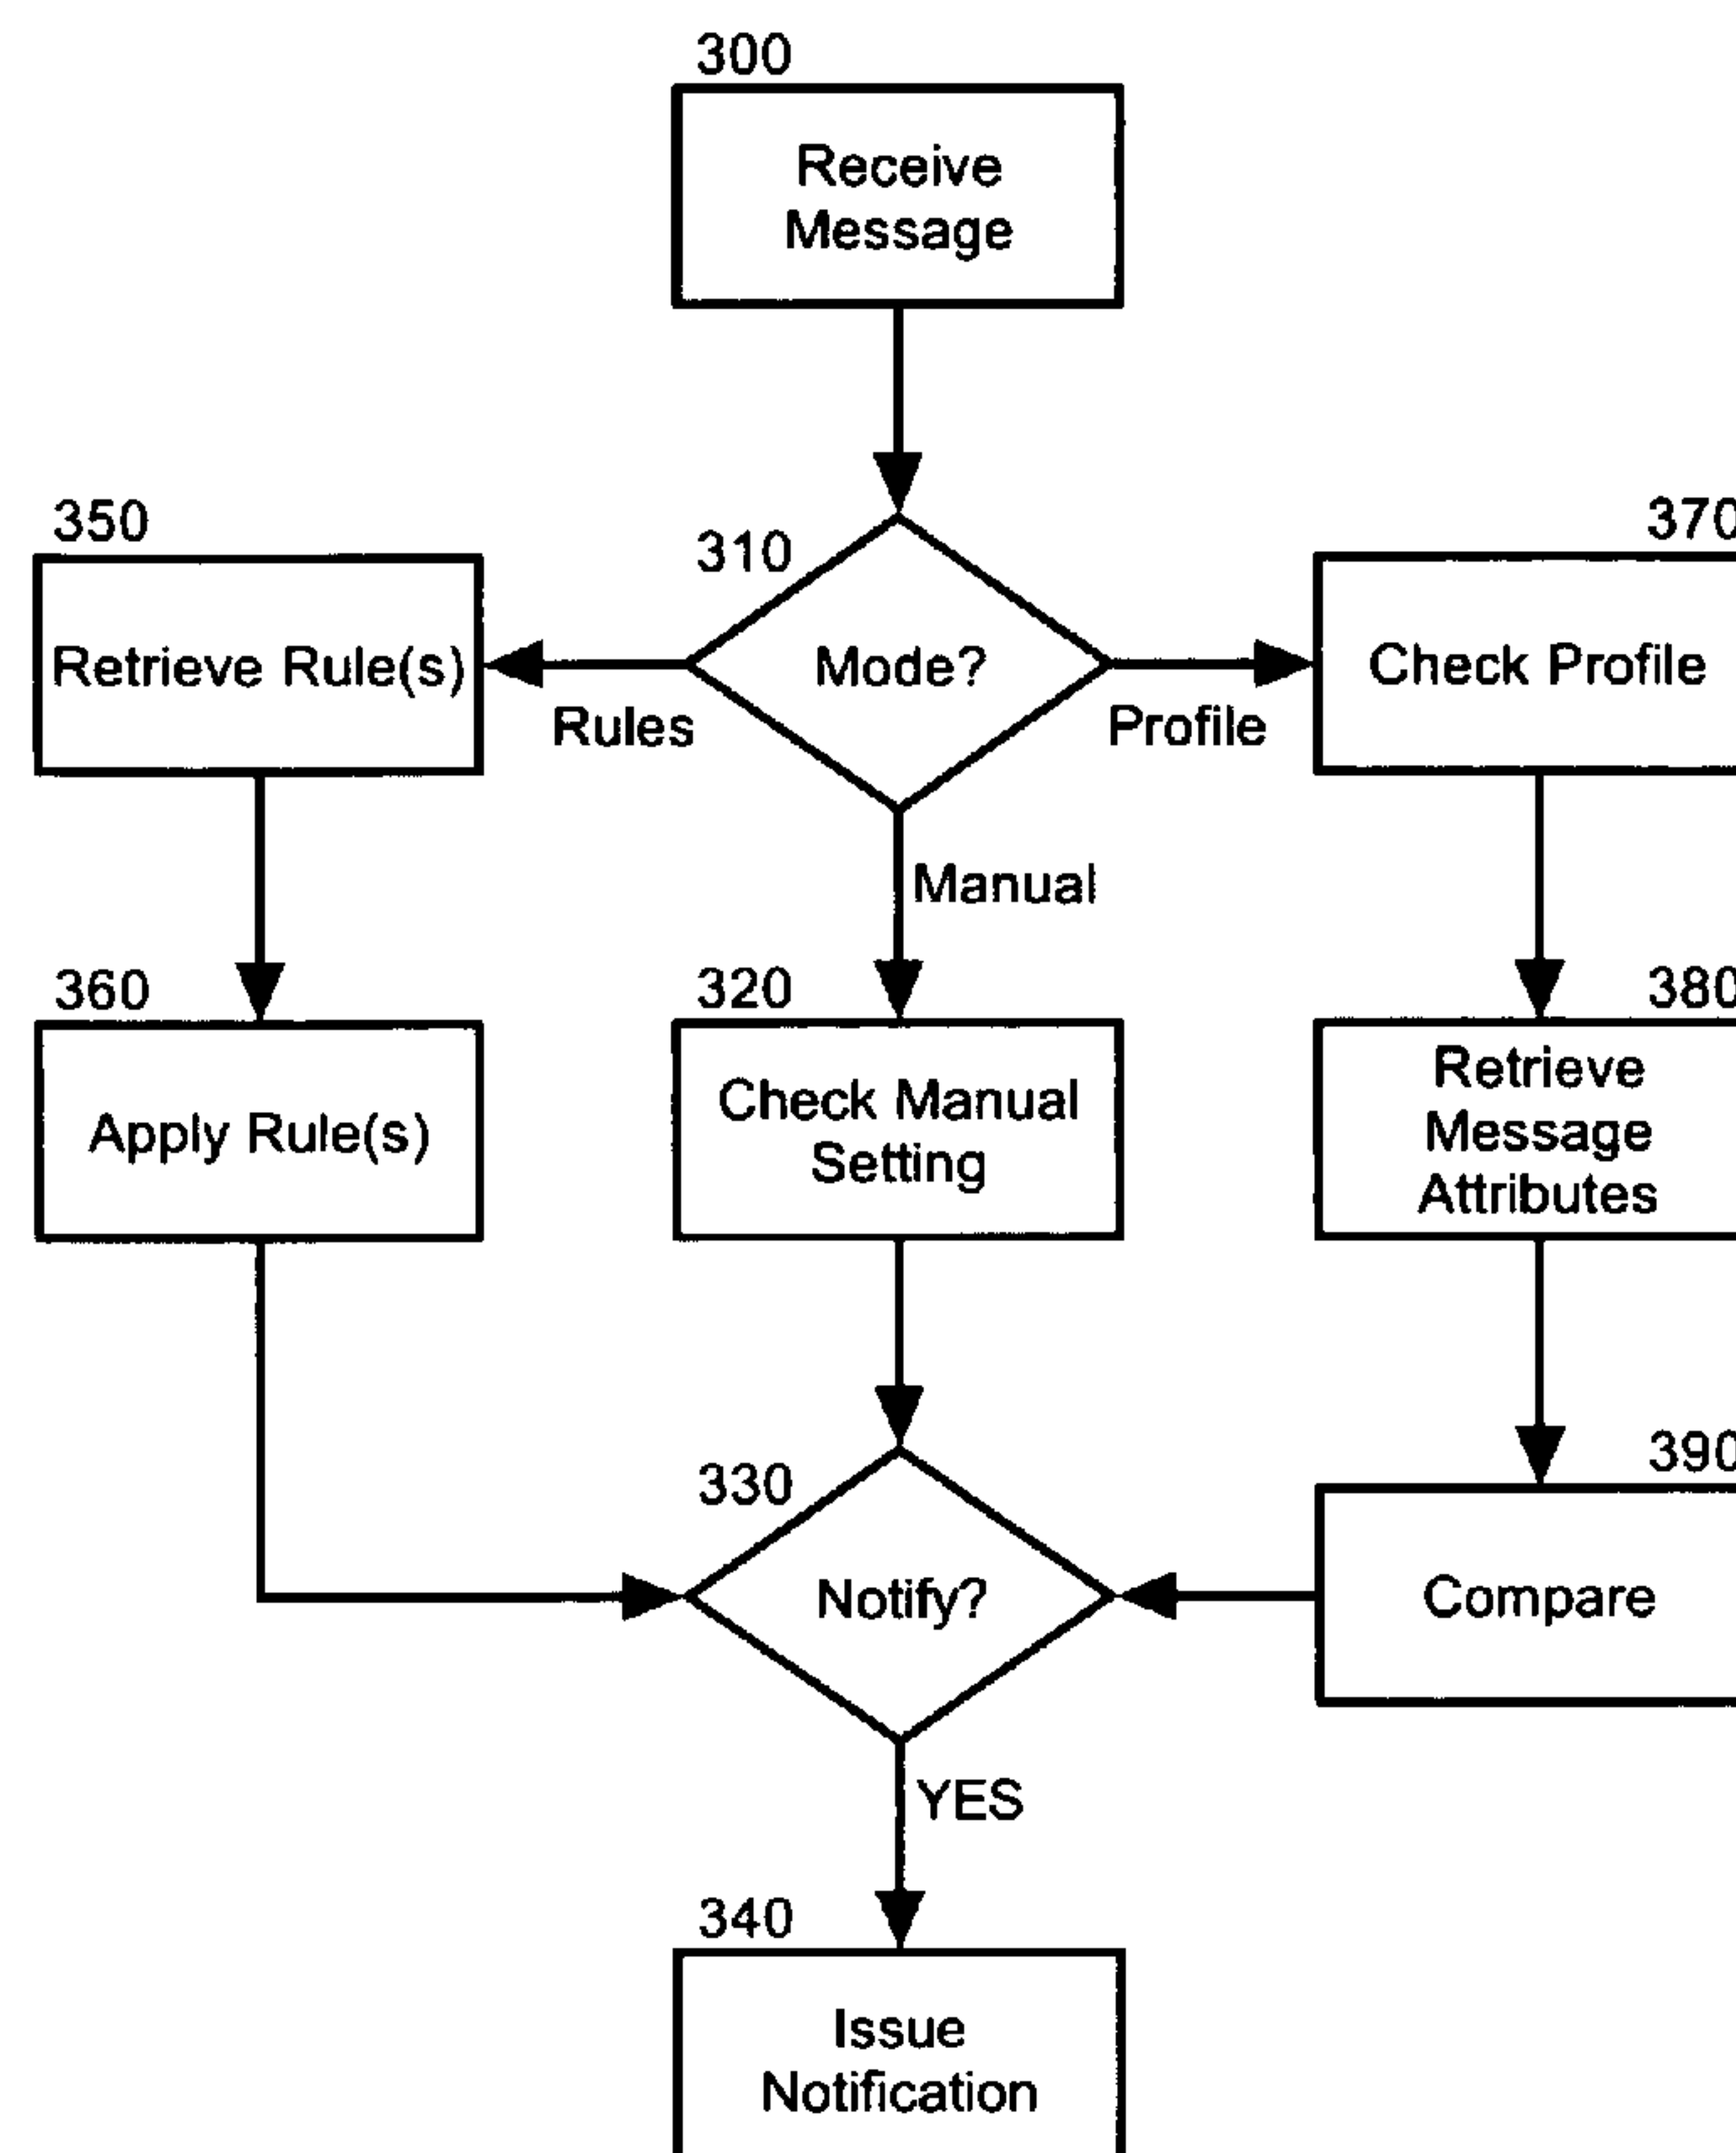 300
Receive
Message
350
310
370
Retrieve Rule(s)
Mode?
Check Profile
Rules
Profile
Manual
360
320
380
Apply Rule(s)
Check Manual
Setting
Retrieve
Message
Attributes
330
390
Notify?
Compare
YES
340
Issue
Notification